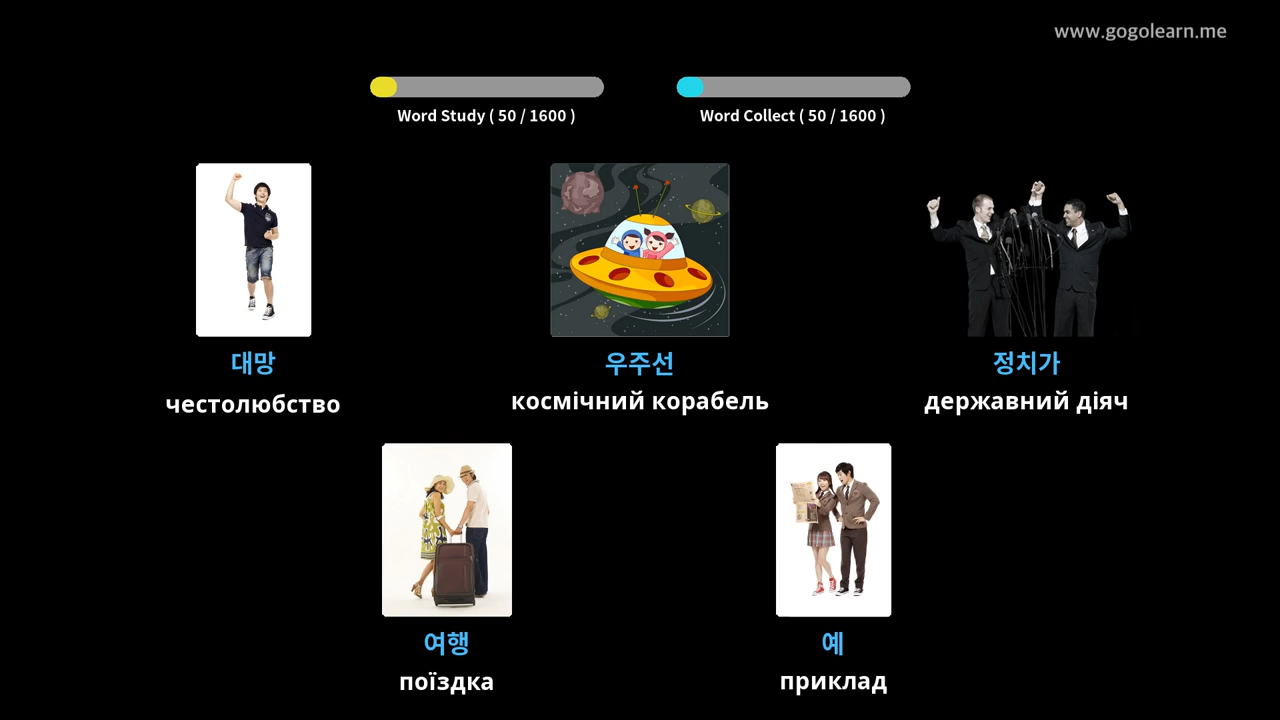 www.gogolearn.me
Word Study ( 50 / 1600 )
Word Collect ( 50 / 1600 )
대망
честолюбство
우주선
космічний корабель
정치가
державний діяч
여행
поїздка
예
приклад